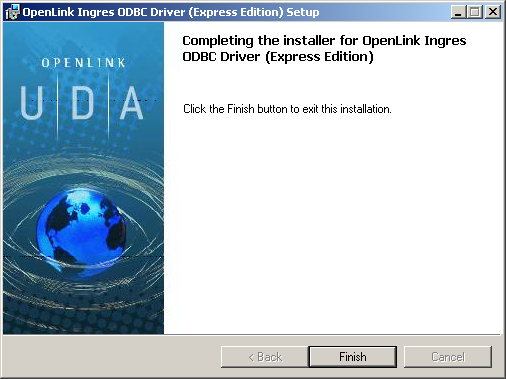 OpenLink Ingres ODBC Driver (Express Edition) Setup
Completing the installer for OpenLink Ingres
ODBC Driver (Express Edition)
OPENLINK
UDA
Click the Finish button to exit this installation.
< Back
Finish
Cancel